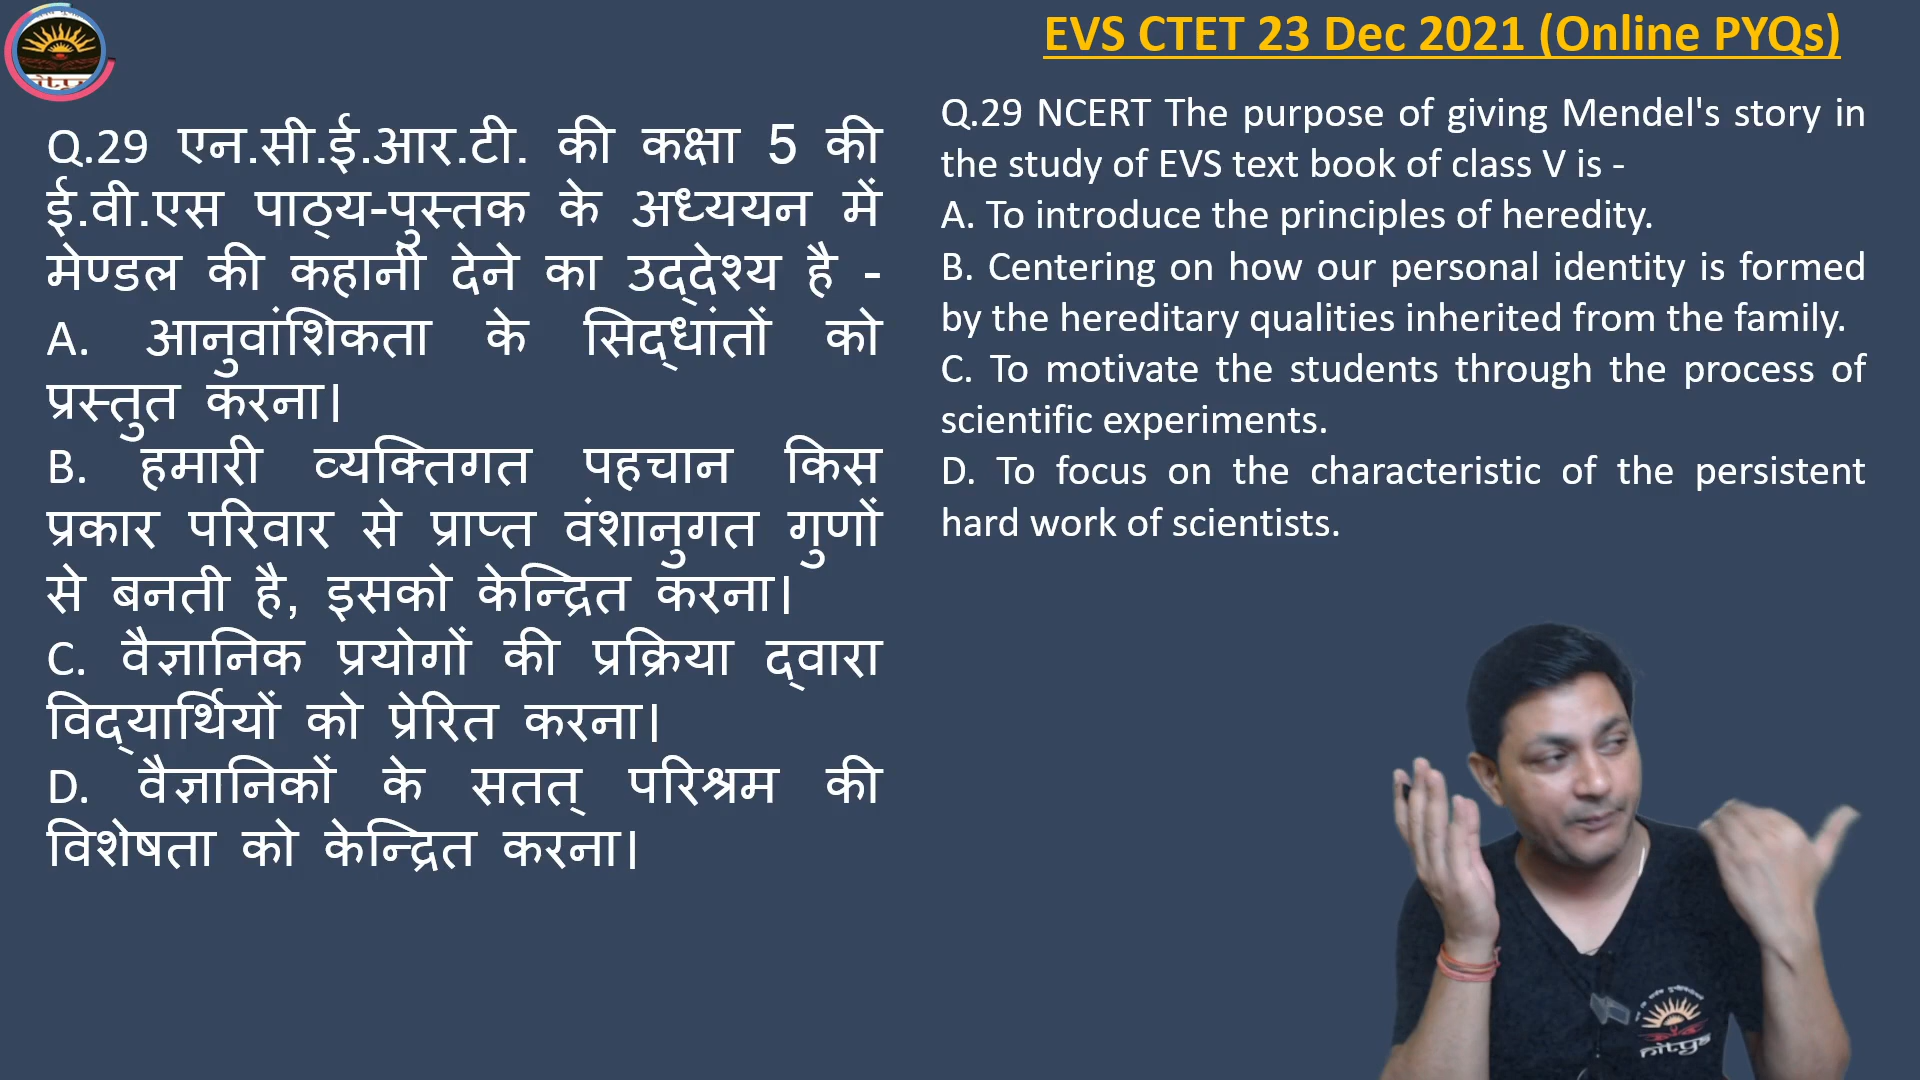 EVS CTET 23 Dec 2021 (Online PYQs)
Q.29 एन.सी.ई.आर.टी. की कक्षा 5 की
ई.वी.एस पाठ्य-पुस्तक के अध्ययन में
मेण्डल की कहानी देने का उद्देश्य है -
A. आनुवांशिकता के सिद्धांतों को
प्रस्तुत करना।
B. हमारी व्यक्तिगत पहचान किस
प्रकार परिवार से प्राप्त वंशानुगत गुणों
से बनती है, इसको केन्द्रित करना।
C. वैज्ञानिक प्रयोगों की प्रक्रिया द्वारा
विद्यार्थियों को प्रेरित करना।
D. वैज्ञानिकों के सतत् परिश्रम की
विशेषता को केन्द्रित करना।
Q.29 NCERT The purpose of giving Mendel's story in
the study of EVS text book of class V is -
A. To introduce the principles of heredity.
B. Centering on how our personal identity is formed
by the hereditary qualities inherited from the family.
C. To motivate the students through the process of
scientific experiments.
D. To focus on the characteristic of the persistent
hard work of scientists.
nitya